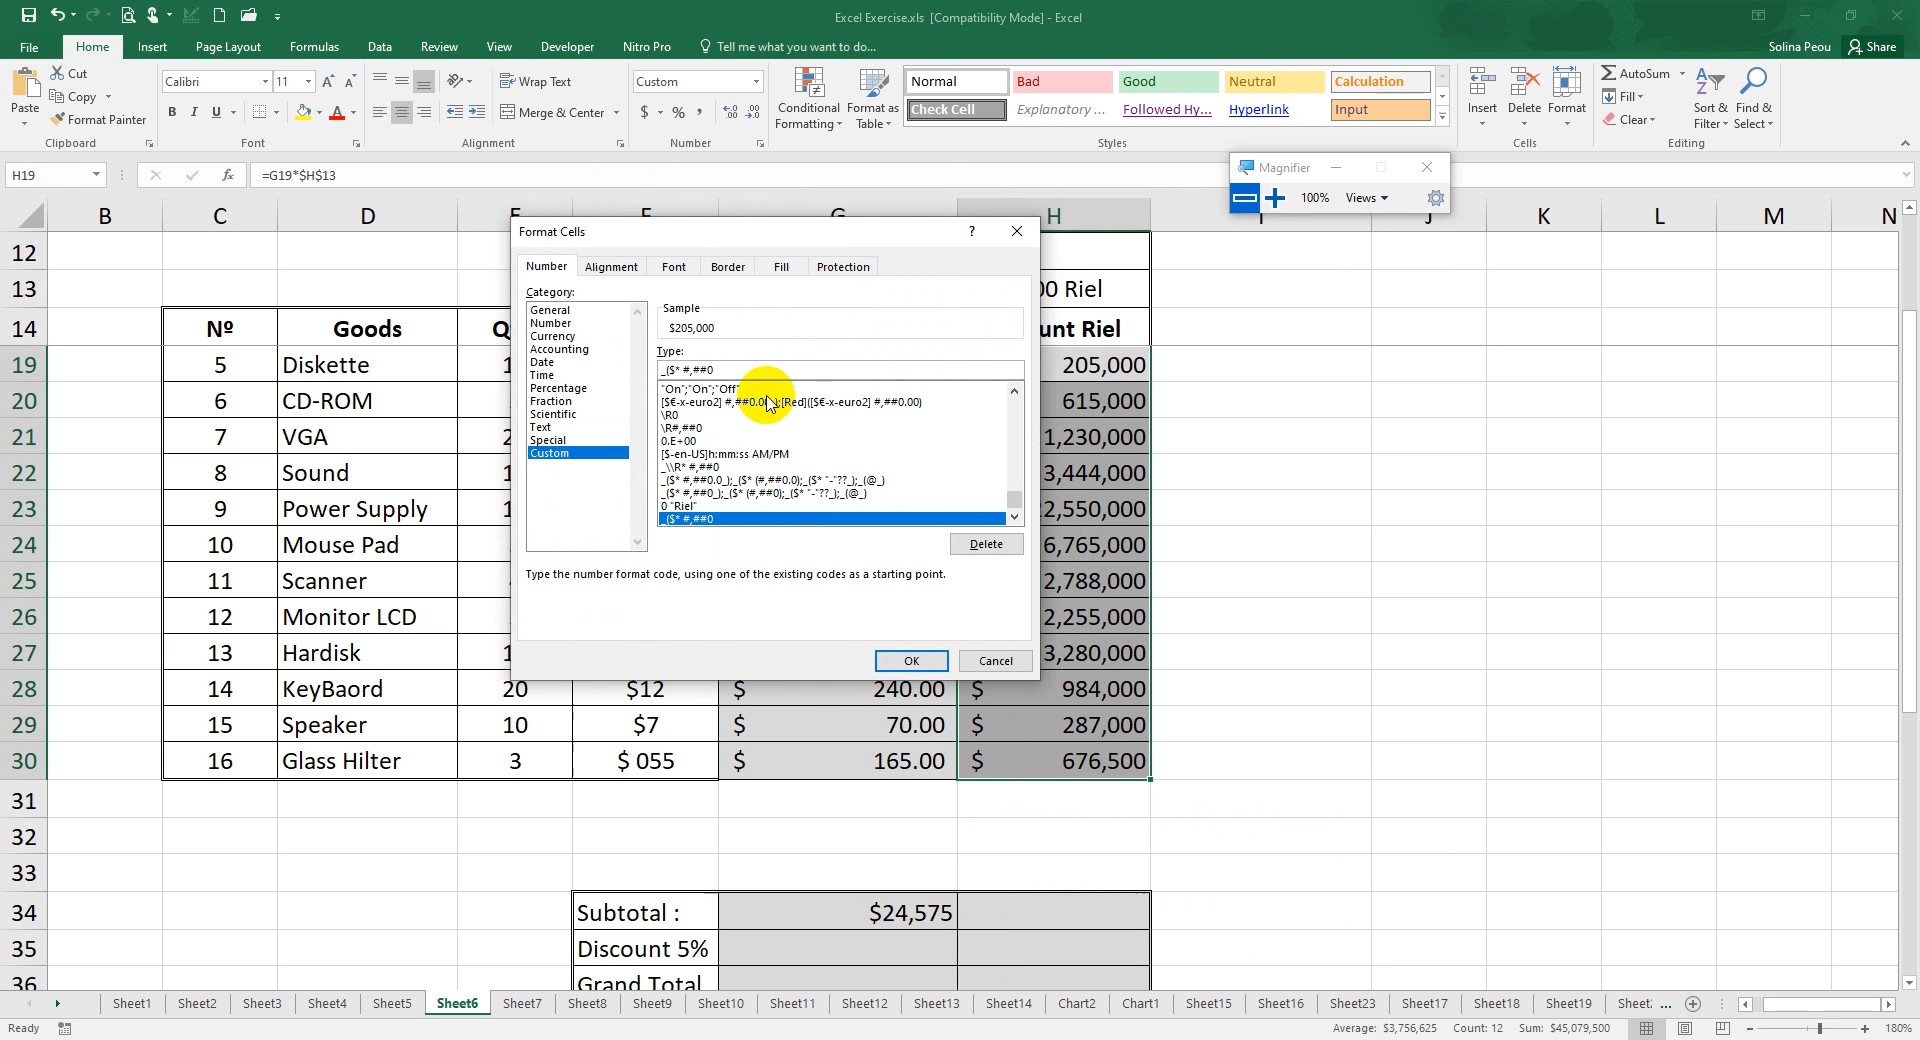 Excel Exercise.xls [Compatibility Mode] - Excel
File Home Insert Page Layout Formulas Data Review View Developer Nitro Pro Tell me what you want to do... Solina Peou Share
Paste Cut Copy Format Painter Clipboard
Calibri 11 B I U Font
Wrap Text Merge & Center Alignment
Custom $ % , Number
Conditional Formatting Format as Table
Normal Bad Good Neutral Calculation
Check Cell Explanatory ... Followed Hy... Hyperlink Input
Styles
Insert Delete Format Cells
AutoSum Fill Clear Sort & Filter Find & Select Editing
Magnifier
100% Views
H19 fx =G19*$H$13
B C D G H K L M N
12
13 00 Riel
14 Nº Goods unt Riel
19 5 Diskette 205,000
20 6 CD-ROM 615,000
21 7 VGA 1,230,000
22 8 Sound 3,444,000
23 9 Power Supply 2,550,000
24 10 Mouse Pad 6,765,000
25 11 Scanner 2,788,000
26 12 Monitor LCD 2,255,000
27 13 Hardisk 3,280,000
28 14 KeyBaord 20 $12 $ 240.00 $ 984,000
29 15 Speaker 10 $7 $ 70.00 $ 287,000
30 16 Glass Hilter 3 $ 055 $ 165.00 $ 676,500
31
32
33
34 Subtotal : $24,575
35 Discount 5%
36 Grand Total
Format Cells ?
Number Alignment Font Border Fill Protection
Category:
General
Number
Currency
Accounting
Date
Time
Percentage
Fraction
Scientific
Text
Special
Custom
Sample
$205,000
Type:
_($* #,##0
"On";"On";"Off"
[$€-x-euro2] #,##0.00_);[Red]([$€-x-euro2] #,##0.00)
\R0
\R#,##0
0.E+00
[$-en-US]h:mm:ss AM/PM
_\\R* #,##0
_($* #,##0.0_);_($* (#,##0.0);_($* "-"??_);_(@_)
_($* #,##0_);_($* (#,##0);_($* "-"??_);_(@_)
0 "Riel"
_($* #,##0
Delete
Type the number format code, using one of the existing codes as a starting point.
OK Cancel
Sheet1 Sheet2 Sheet3 Sheet4 Sheet5 Sheet6 Sheet7 Sheet8 Sheet9 Sheet10 Sheet11 Sheet12 Sheet13 Sheet14 Chart2 Chart1 Sheet15 Sheet16 Sheet23 Sheet17 Sheet18 Sheet19 Sheet: ...
Ready Average: $3,756,625 Count: 12 Sum: $45,079,500 180%